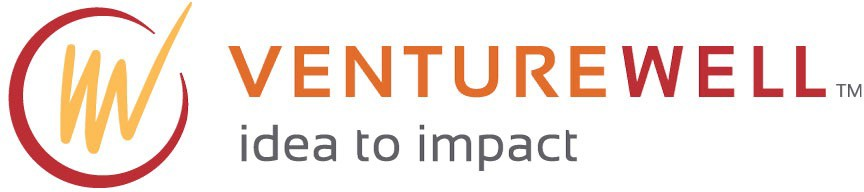 VENTUREWELL™
idea to impact